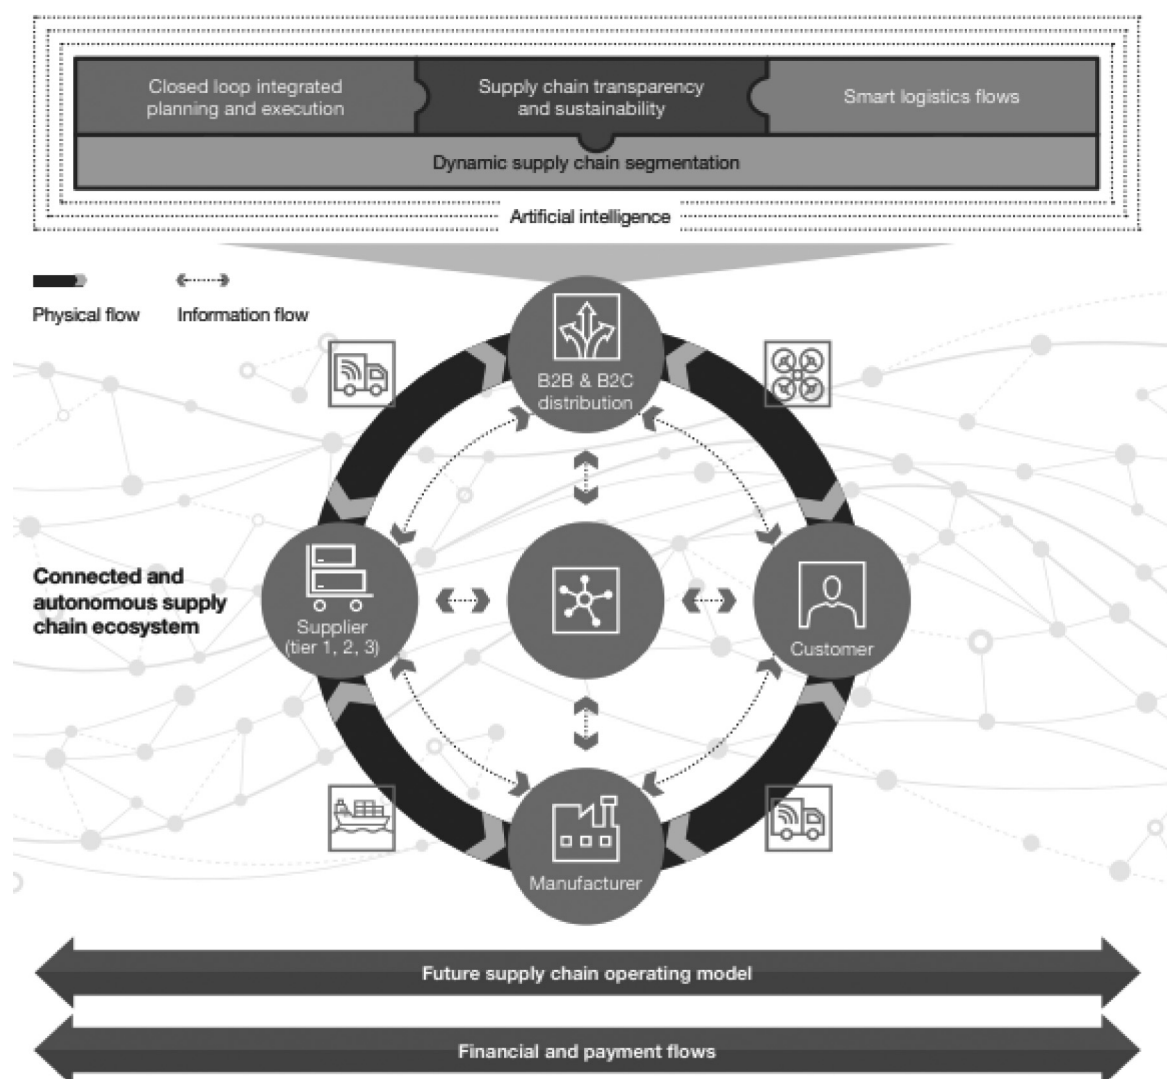 Closed loop integrated
planning and execution
Supply chain transparency
and sustainability
Smart logistics flows
Dynamic supply chain segmentation
Artificial intelligence
Physical flow
Information flow
B2B & B2C
distribution
Connected and
autonomous supply
chain ecosystem
Supplier
(tier 1, 2, 3)
Customer
Manufacturer
Future supply chain operating model
Financial and payment flows